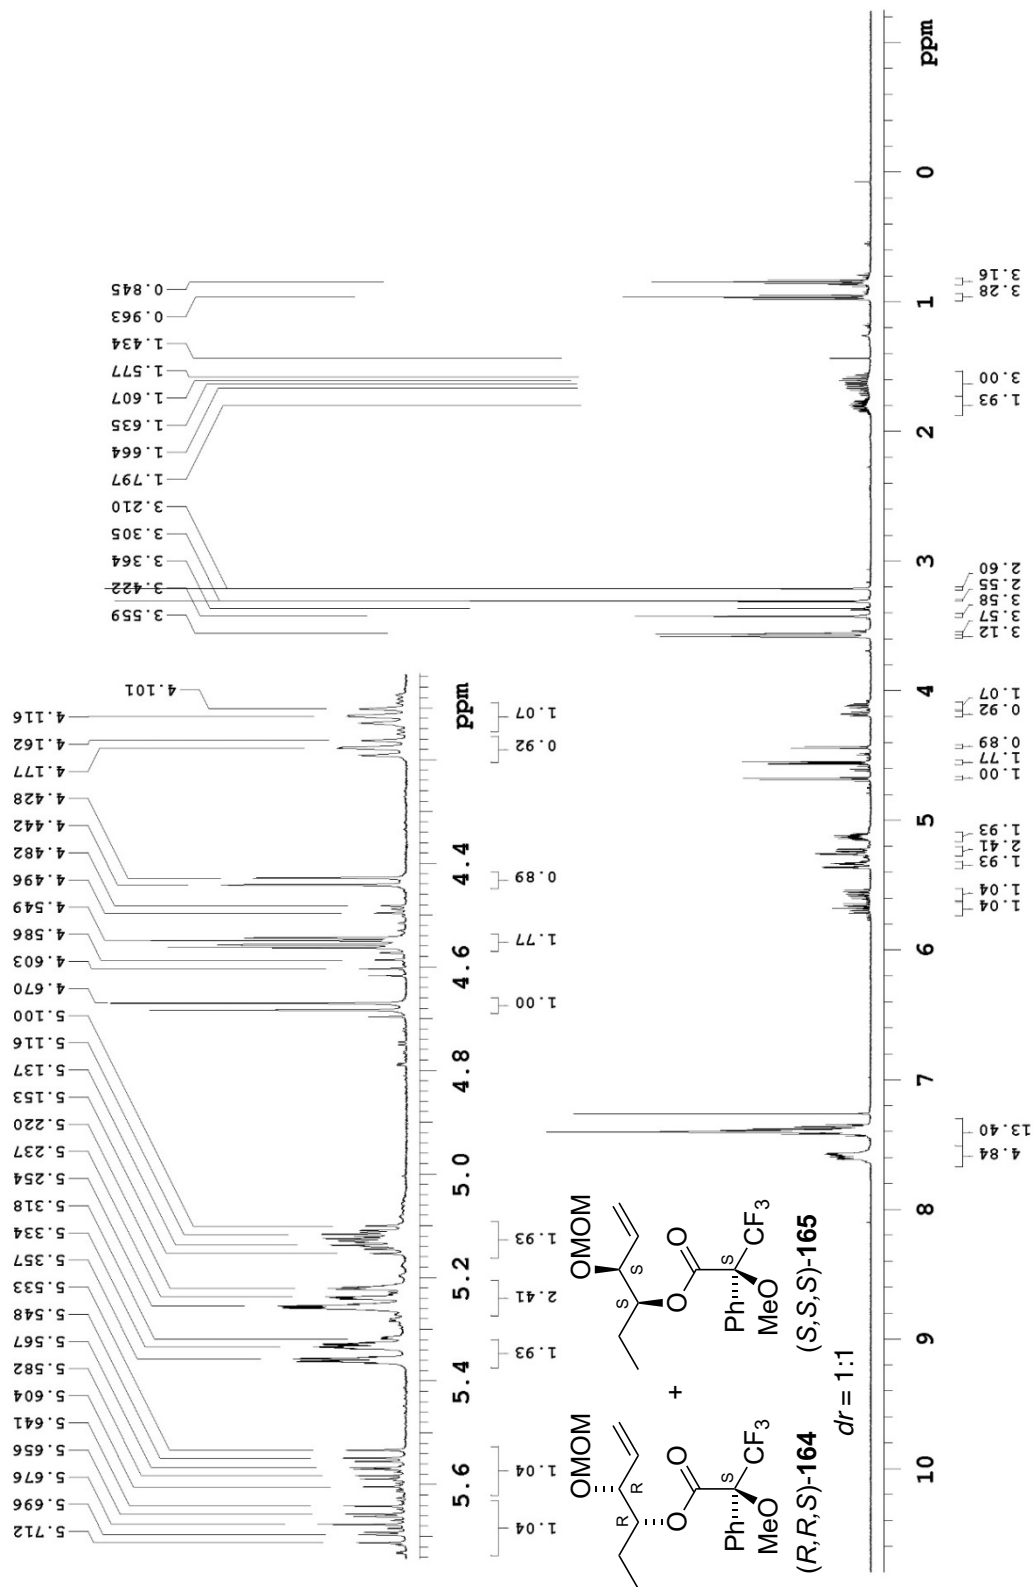 5.712
5.696
5.676
5.656
5.641
5.604
5.582
5.567
5.548
5.533
5.357
5.334
5.318
5.254
5.237
5.220
5.153
5.137
5.116
5.100
4.670
4.603
4.586
4.549
4.496
4.482
4.442
4.428
4.177
4.162
4.116
4.101
3.559
3.422
3.364
3.305
3.210
1.797
1.664
1.635
1.607
1.577
1.434
0.963
0.845
5.6 5.4 5.2 5.0 4.8 4.6 4.4 ppm
1.04 1.04 1.93 2.41 1.93 1.00 1.77 0.89 0.92 1.07
OMOM
R
R
O
O
Ph
S
CF3
MeO
(R,R,S)-164
+
OMOM
S
S
O
O
Ph
S
CF3
MeO
(S,S,S)-165
dr = 1:1
10 9 8 7 6 5 4 3 2 1 0 ppm
4.84 13.40 1.04 1.04 1.93 2.41 1.93 1.00 1.77 0.89 0.92 1.07 3.12 3.57 3.58 2.55 2.60 1.93 3.00 3.28 3.16